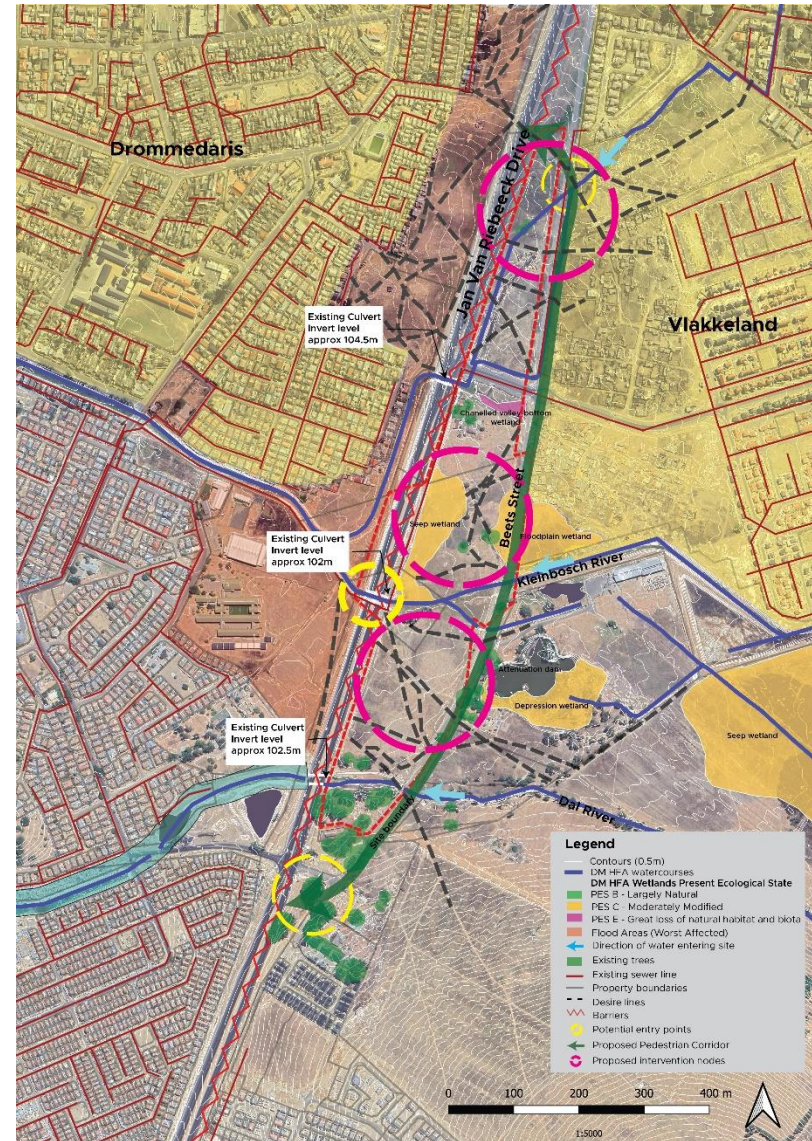 Drommedaris
Jan Van Riebeeck Drive
Vlakkeland
Existing Culvert
Invert level
approx 104.5m
Chanelled valley bottom
wetland
Beets Street
Seep wetland
Floodplain wetland
Existing Culvert
Invert level
approx 102m
Kleinbosch River
Attenuation dam
Depression wetland
Seep wetland
Existing Culvert
Invert level
approx 102.5m
Dal River
Site boundary
Legend
Contours (0.5m)
DM HFA watercourses
DM HFA Wetlands Present Ecological State
PES B - Largely Natural
PES C - Moderately Modified
PES E - Great loss of natural habitat and biota
Flood Areas (Worst Affected)
Direction of water entering site
Existing trees
Existing sewer line
Property boundaries
Desire lines
Barriers
Potential entry points
Proposed Pedestrian Corridor
Proposed intervention nodes
0 100 200 300 400 m
1:5000